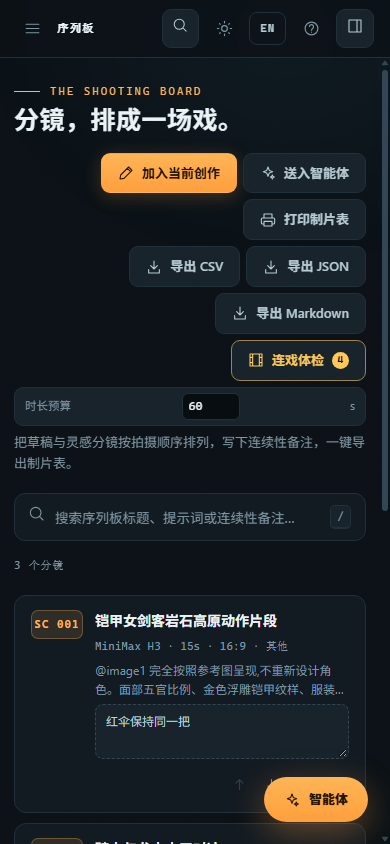 序列板
EN
THE SHOOTING BOARD
分镜，排成一场戏。
加入当前创作
送入智能体
打印制片表
导出 CSV
导出 JSON
导出 Markdown
连戏体检 4
时长预算 60 s
把草稿与灵感分镜按拍摄顺序排列，写下连续性备注，一键导
出制片表。
搜索序列板标题、提示词或连续性备注... /
3 个分镜
SC 001
铠甲女剑客岩石高原动作片段
MiniMax H3 · 15s · 16:9 · 其他
@image1 完全按照参考图呈现,不重新设计角
色。面部五官比例、金色浮雕铠甲纹样、服装...
红伞保持同一把
智能体